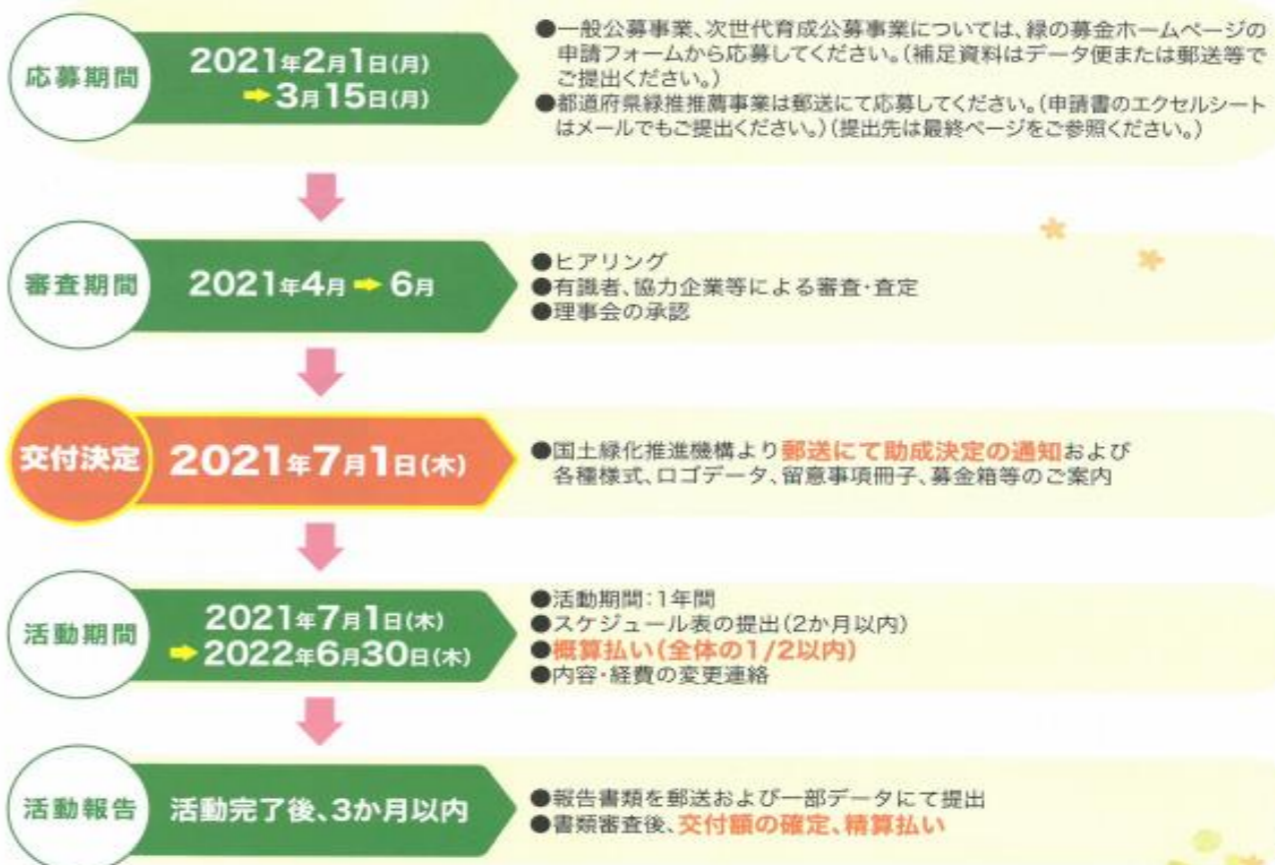 応募期間
2021年2月1日(月)
➡3月15日(月)
●一般公募事業、次世代育成公募事業については、緑の募金ホームページの
申請フォームから応募してください。(補足資料はデータ便または郵送等で
ご提出ください。)
●都道府県緑推推薦事業は郵送にて応募してください。(申請書のエクセルシート
はメールでもご提出ください。)(提出先は最終ページをご参照ください。)
審査期間
2021年4月➡6月
●ヒアリング
●有識者、協力企業等による審査・査定
●理事会の承認
交付決定
2021年7月1日(木)
●国土緑化推進機構より郵送にて助成決定の通知および
各種様式、ロゴデータ、留意事項冊子、募金箱等のご案内
活動期間
2021年7月1日(木)
➡2022年6月30日(木)
●活動期間:1年間
●スケジュール表の提出(2か月以内)
●概算払い(全体の1/2以内)
●内容・経費の変更連絡
活動報告
活動完了後、3か月以内
●報告書類を郵送および一部データにて提出
●書類審査後、交付額の確定、精算払い